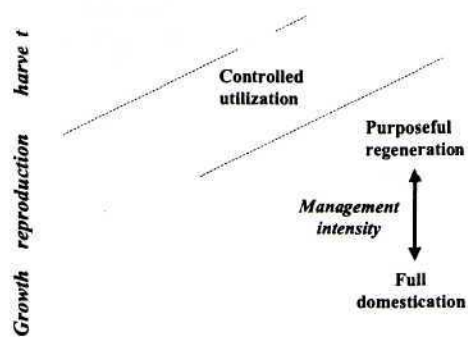 Controlled
utilization
Purposeful
regeneration
Management
intensity
Full
domestication
Growth reproduction harve t